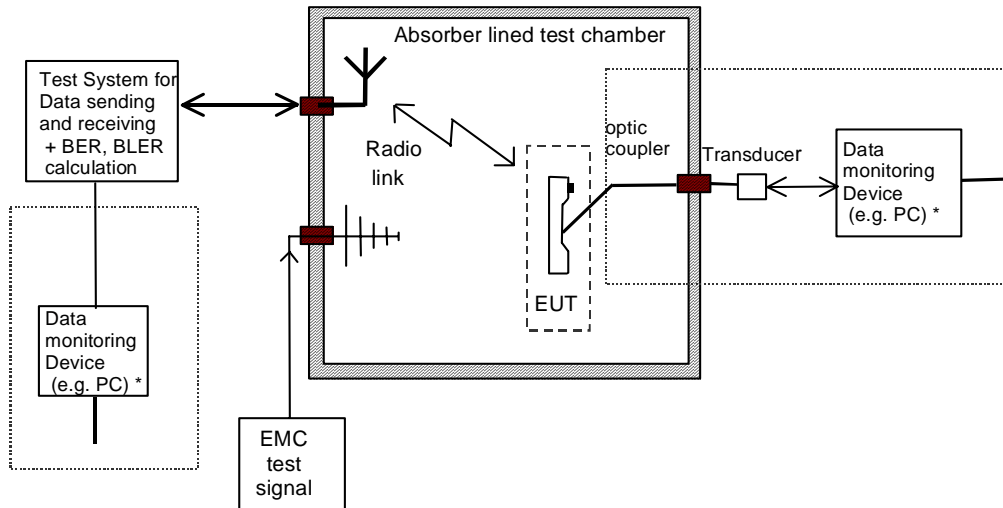 Absorber lined test chamber
Test System for
Data sending
and receiving
+ BER, BLER
calculation
Radio
link
optic
coupler
Transducer
Data
monitoring
Device
(e.g. PC) *
EUT
Data
monitoring
Device
(e.g. PC) *
EMC
test
signal